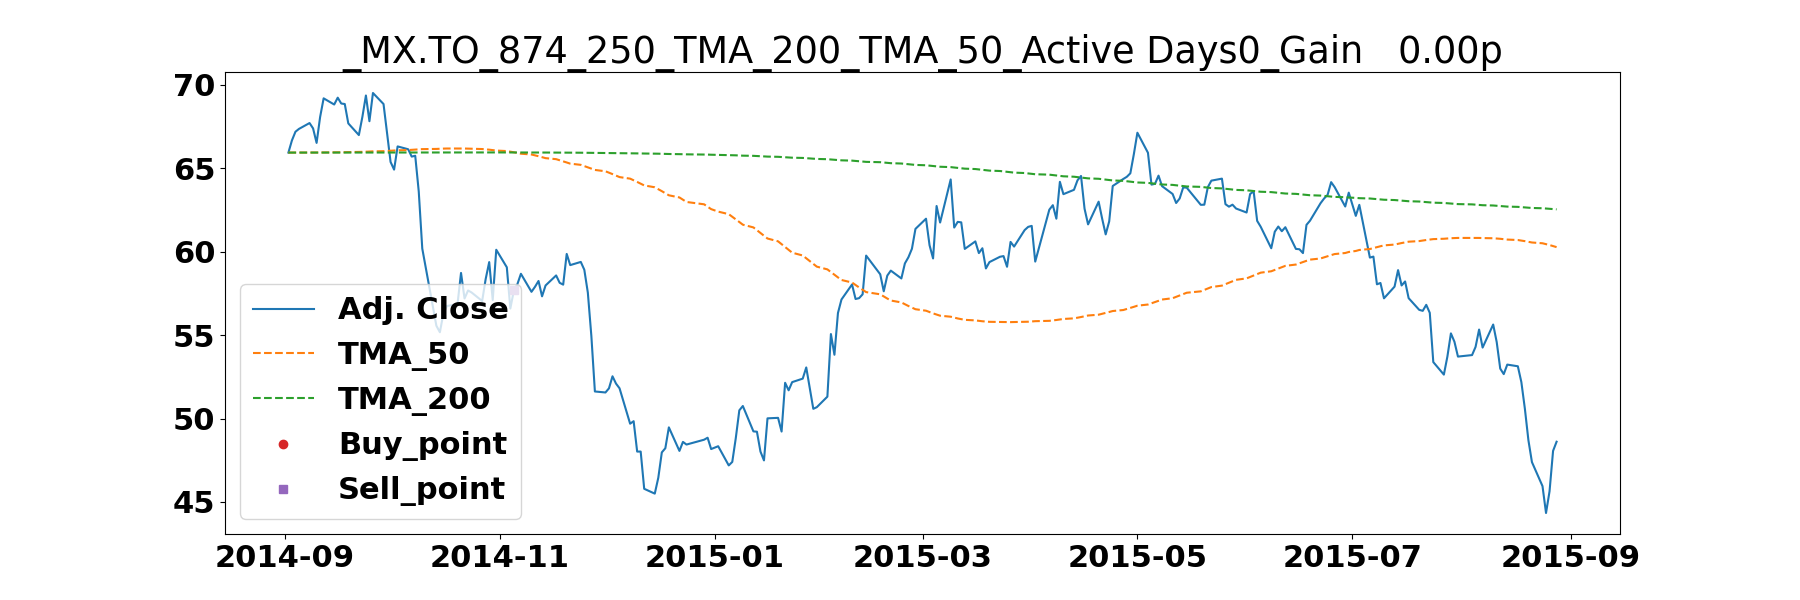 _MX.TO_874_250_TMA_200_TMA_50_Active Days0_Gain   0.00p
70
65
60
55
50
45
Adj. Close
TMA_50
TMA_200
Buy_point
Sell_point
2014-09 2014-11 2015-01 2015-03 2015-05 2015-07 2015-09